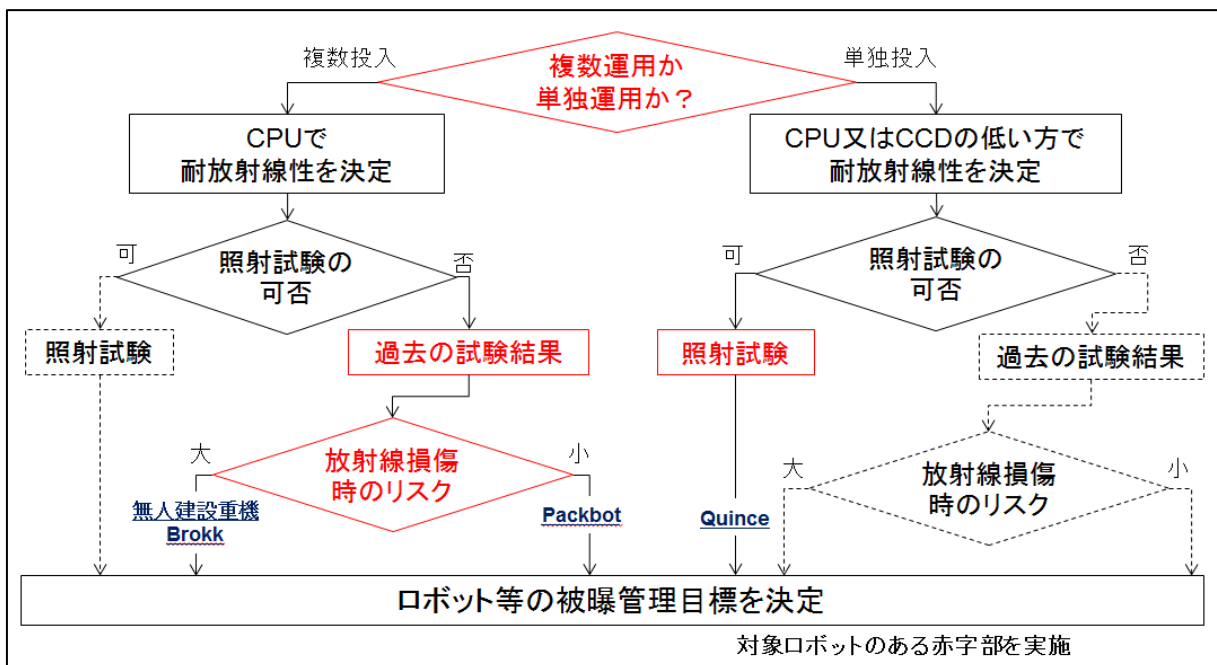 複数投入
複数運用か
単独運用か？
単独投入
CPUで
耐放射線性を決定
CPU又はCCDの低い方で
耐放射線性を決定
可
照射試験の
可否
否
可
照射試験の
可否
否
照射試験
過去の試験結果
照射試験
過去の試験結果
大
放射線損傷
時のリスク
小
大
放射線損傷
時のリスク
小
無人建設重機
Brokk
Packbot
Quince
ロボット等の被曝管理目標を決定
対象ロボットのある赤字部を実施